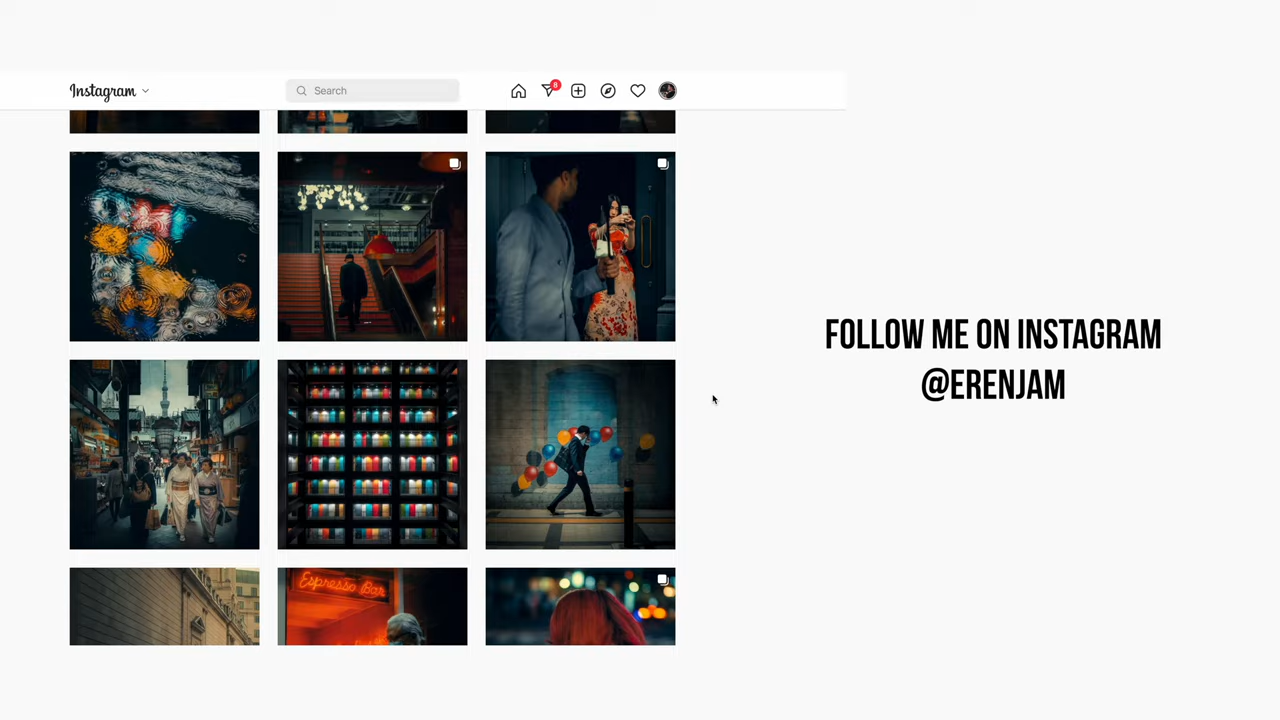 Instagram
Search
8
FOLLOW ME ON INSTAGRAM
@ERENJAM
Espresso Bar